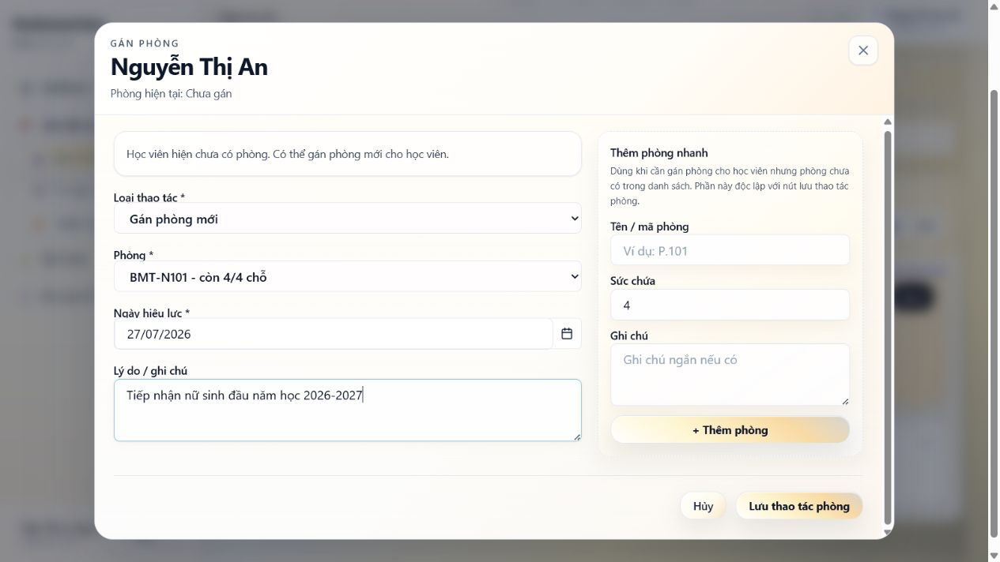 GÁN PHÒNG
Nguyễn Thị An
Phòng hiện tại: Chưa gán
Học viên hiện chưa có phòng. Có thể gán phòng mới cho học viên.
Loại thao tác *
Gán phòng mới
Phòng *
BMT-N101 - còn 4/4 chỗ
Ngày hiệu lực *
27/07/2026
Lý do / ghi chú
Tiếp nhận nữ sinh đầu năm học 2026-2027
Thêm phòng nhanh
Dùng khi cần gán phòng cho học viên nhưng phòng chưa
có trong danh sách. Phần này độc lập với nút lưu thao tác
phòng.
Tên / mã phòng
Ví dụ: P.101
Sức chứa
4
Ghi chú
Ghi chú ngắn nếu có
+ Thêm phòng
Hủy
Lưu thao tác phòng